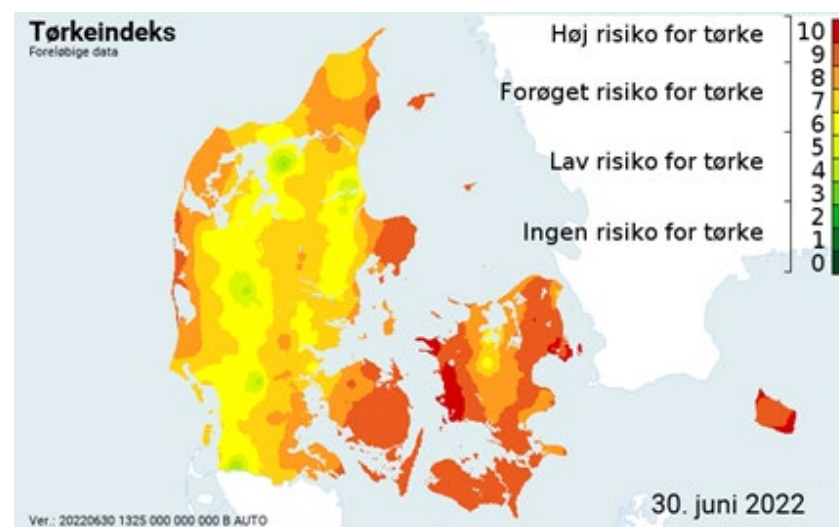 Tørkeindeks
Foreløbige data
Høj risiko for tørke
Forøget risiko for tørke
Lav risiko for tørke
Ingen risiko for tørke
10
9
8
7
6
5
4
3
2
1
0
30. juni 2022
Ver.: 20220630 1325 000 000 000 B AUTO